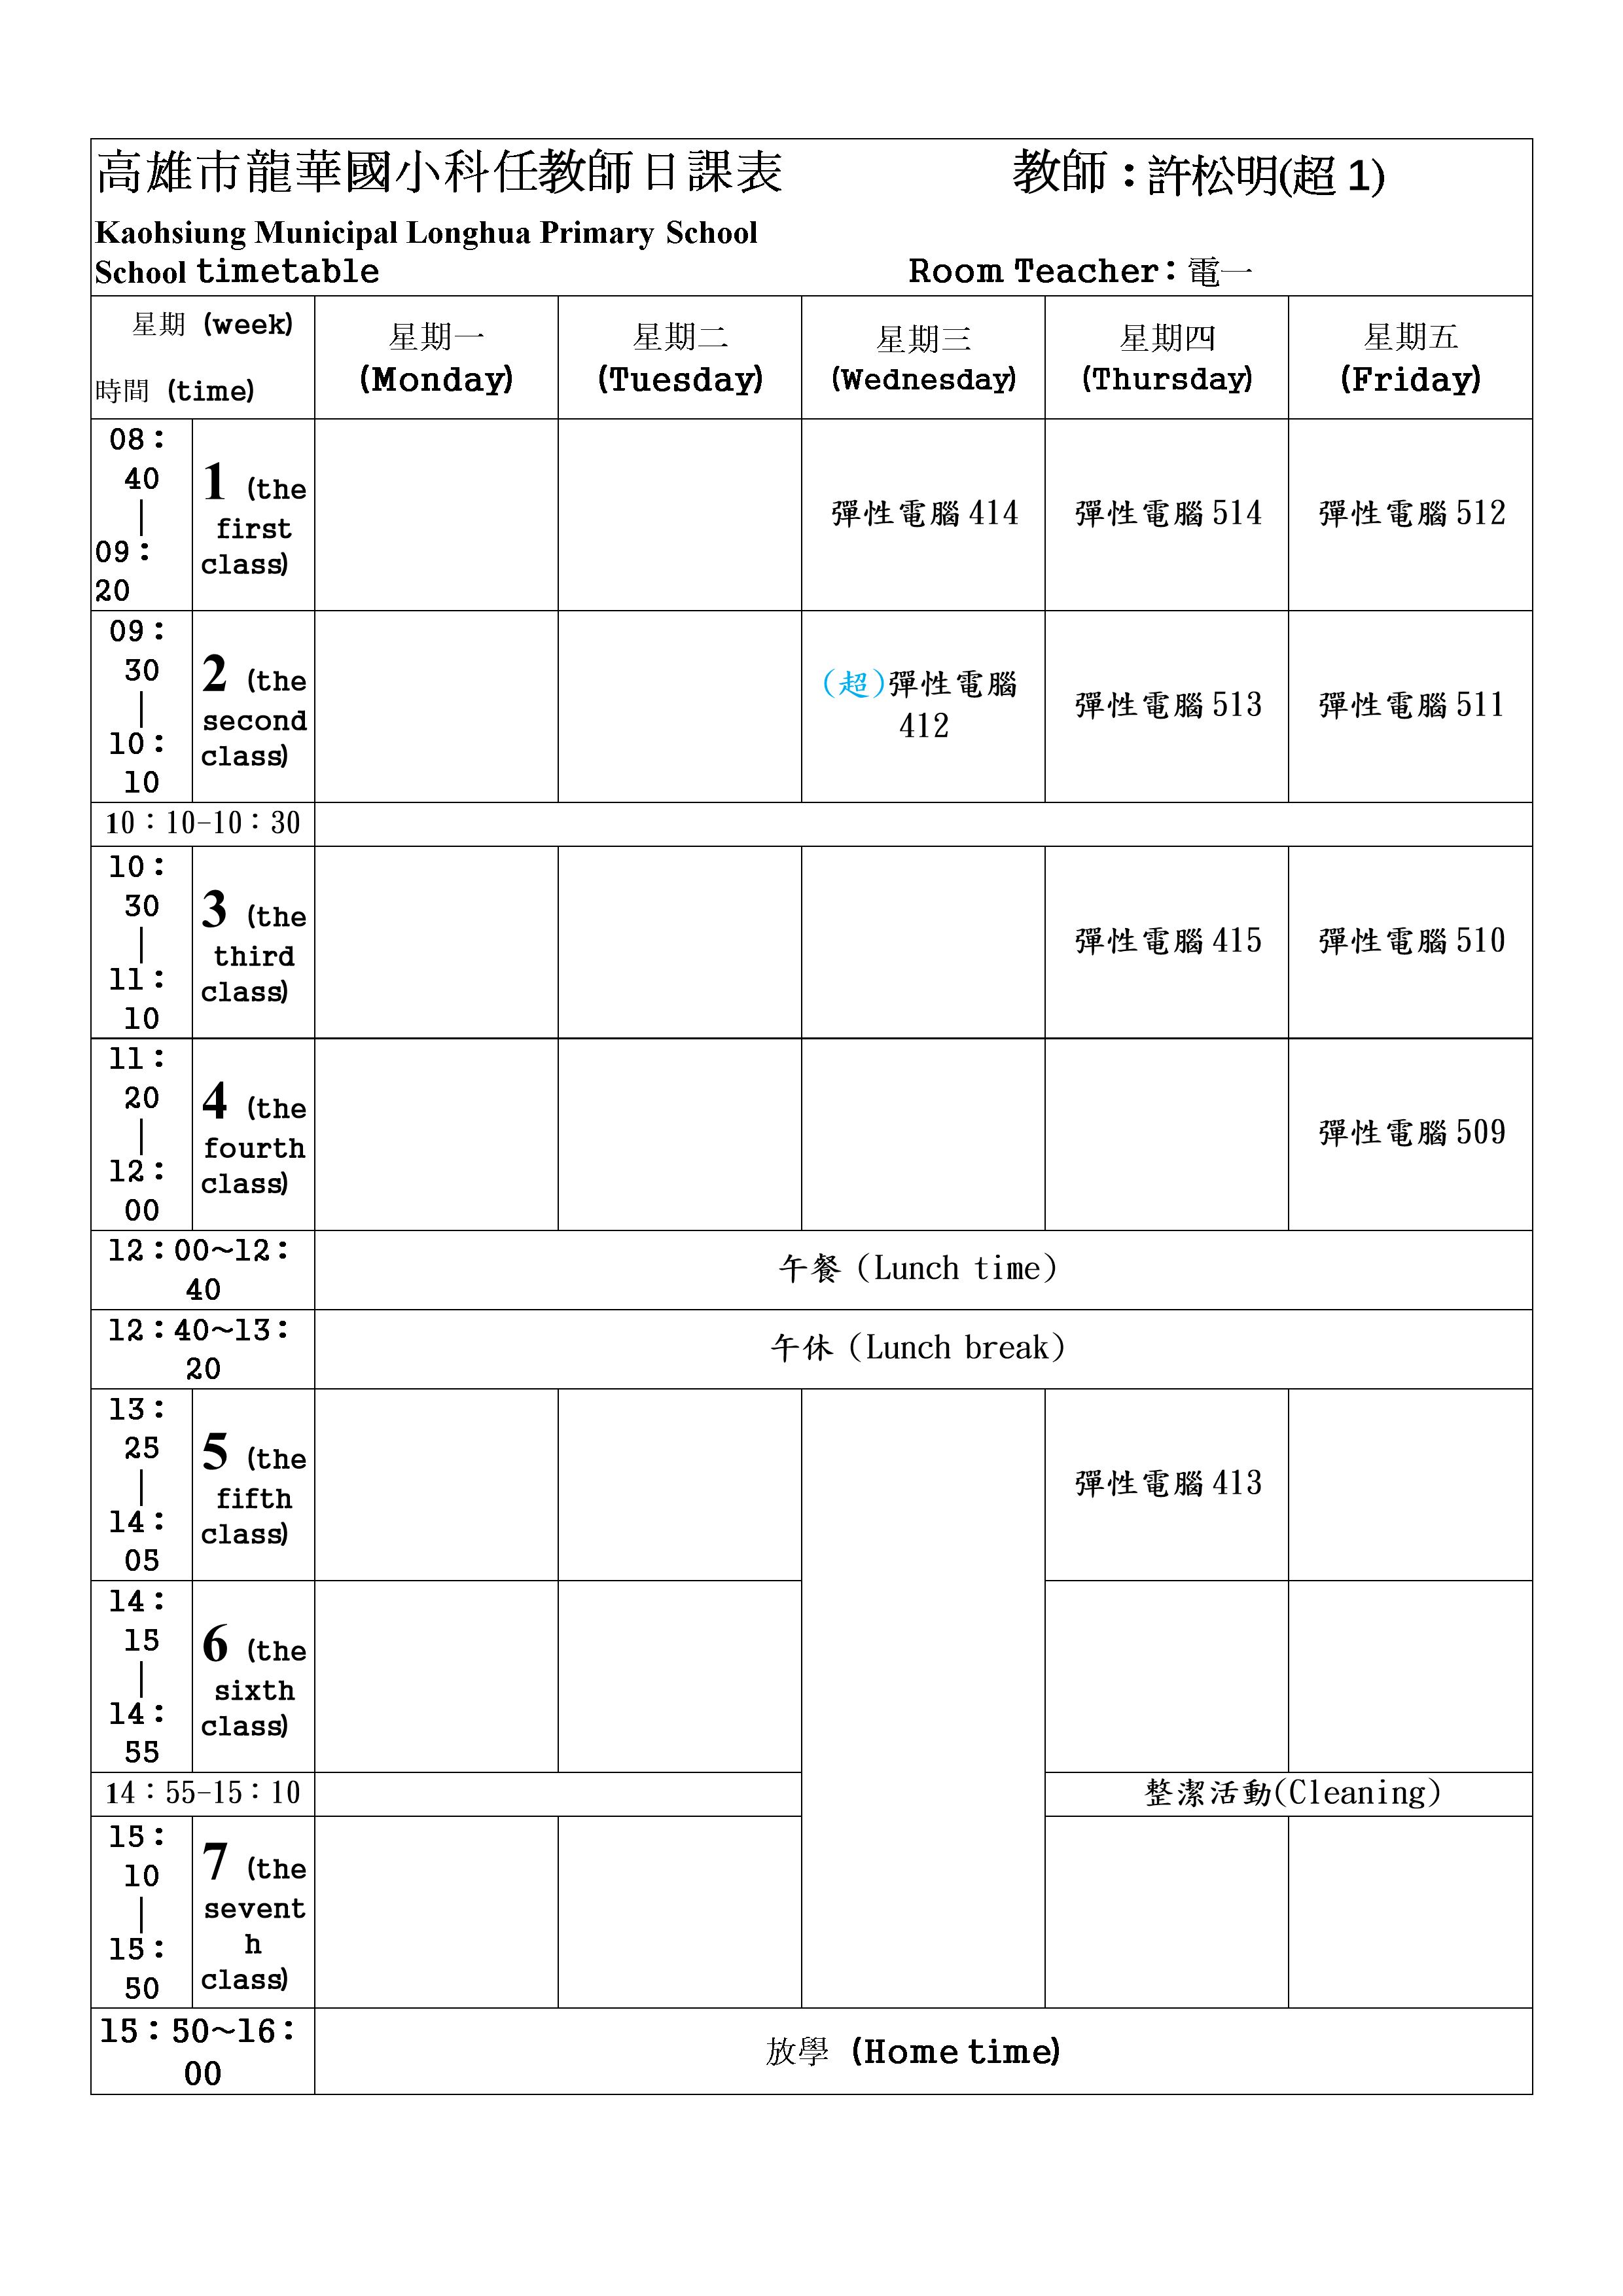 高雄市龍華國小科任教師日課表 教師：許松明(超 1)
Kaohsiung Municipal Longhua Primary School
School timetable Room Teacher：電一
星期 (week)
時間 (time)
星期一
(Monday)
星期二
(Tuesday)
星期三
(Wednesday)
星期四
(Thursday)
星期五
(Friday)
08：
40
｜
09：
20
1 (the
first
class)
彈性電腦 414
彈性電腦 514
彈性電腦 512
09：
30
｜
10：
10
2 (the
second
class)
(超)彈性電腦
412
彈性電腦 513
彈性電腦 511
10：10-10：30
10：
30
｜
11：
10
3 (the
third
class)
彈性電腦 415
彈性電腦 510
11：
20
｜
12：
00
4 (the
fourth
class)
彈性電腦 509
12：00~12：
40
午餐（Lunch time）
12：40~13：
20
午休（Lunch break）
13：
25
｜
14：
05
5 (the
fifth
class)
彈性電腦 413
14：
15
｜
14：
55
6 (the
sixth
class)
14：55-15：10
整潔活動(Cleaning)
15：
10
｜
15：
50
7 (the
sevent
h
class)
15：50~16：
00
放學 (Home time)